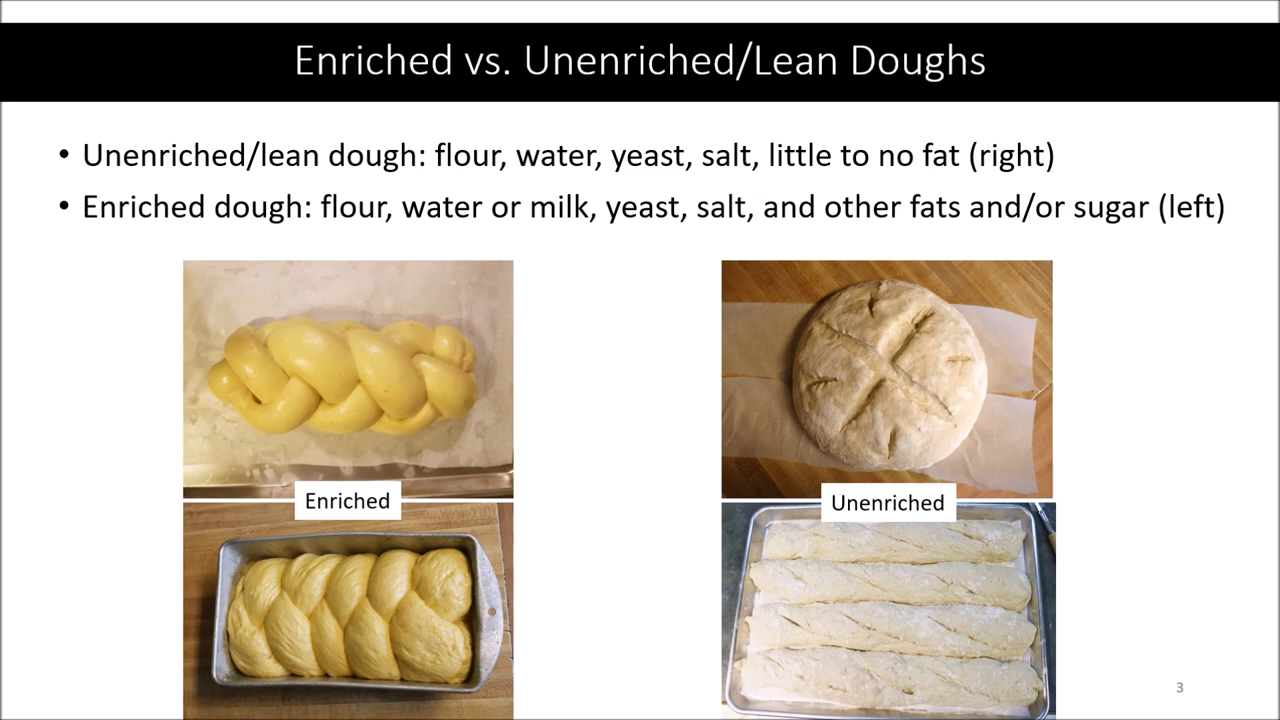 Enriched vs. Unenriched/Lean Doughs
• Unenriched/lean dough: flour, water, yeast, salt, little to no fat (right)
• Enriched dough: flour, water or milk, yeast, salt, and other fats and/or sugar (left)
Enriched
Unenriched
3